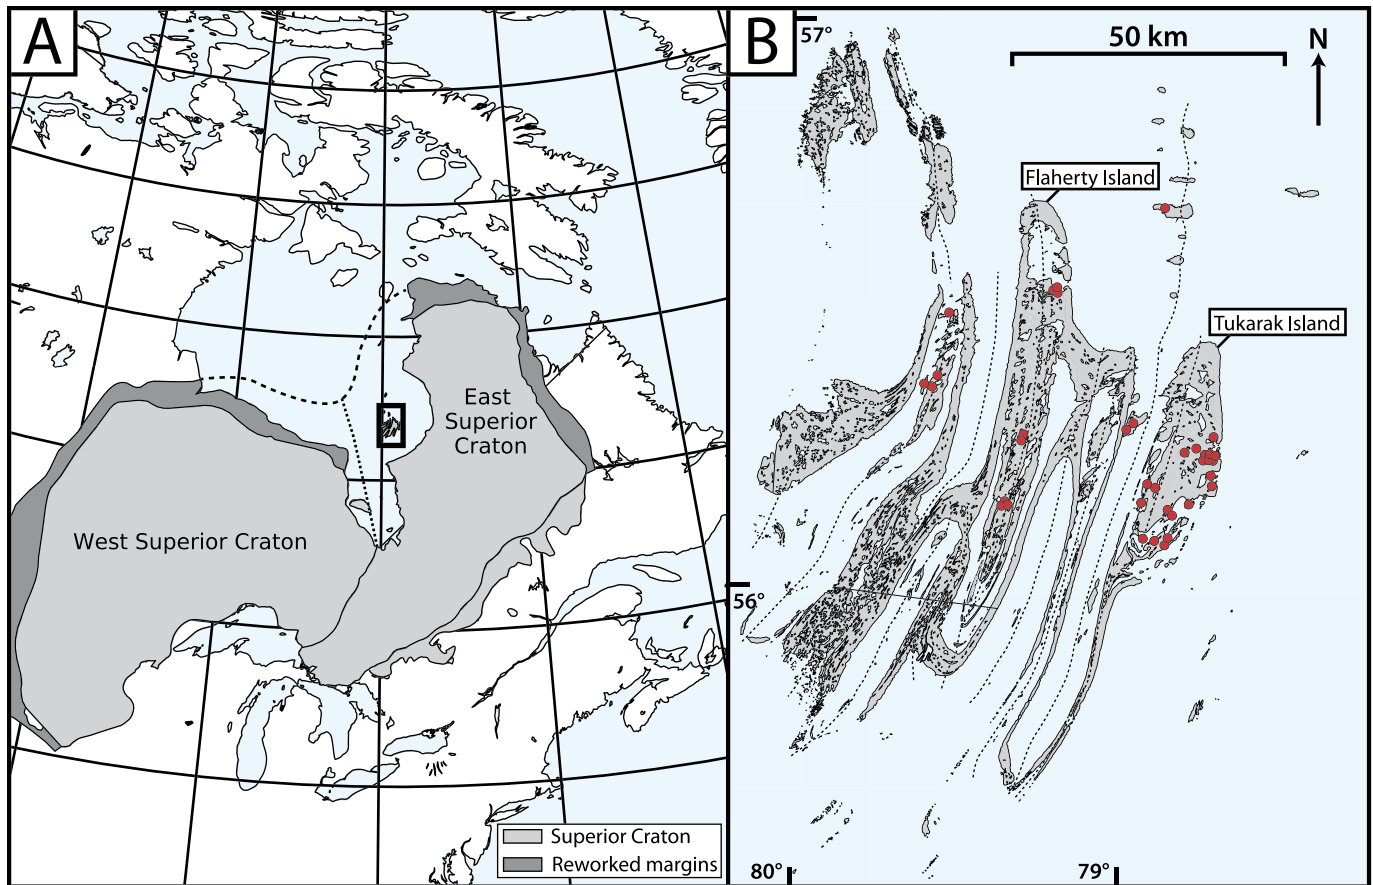 A
B
57°
50 km
N
Flaherty Island
Tukarak Island
East
Superior
Craton
West Superior Craton
56°
Superior Craton
Reworked margins
80°
79°